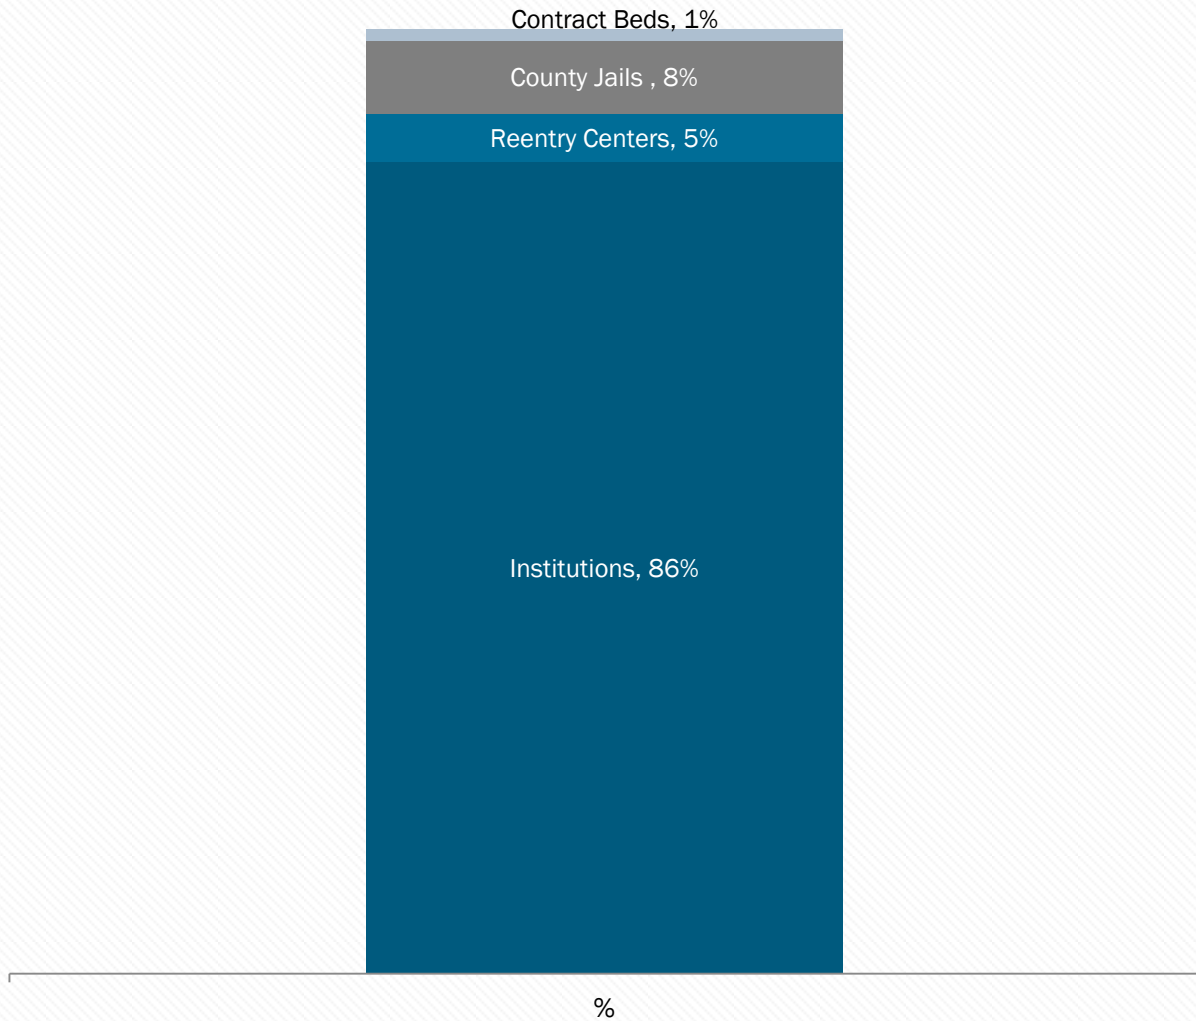 Contract Beds, 1%
County Jails , 8%
Reentry Centers, 5%
Institutions, 86%
%